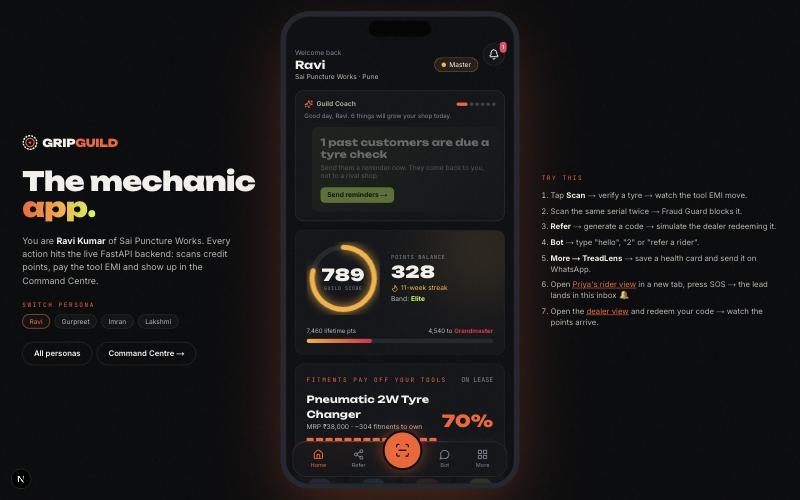 GRIPGUILD
The mechanic
app.
You are Ravi Kumar of Sai Puncture Works. Every
action hits the live FastAPI backend: scans credit
points, pay the tool EMI and show up in the
Command Centre.
SWITCH PERSONA
Ravi Gurpreet Imran Lakshmi
All personas Command Centre →
N
Welcome back
Ravi
Sai Puncture Works · Pune
Master
1
Guild Coach
Good day, Ravi. 6 things will grow your shop today.
1 past customers are due a
tyre check
Send them a reminder now. They come back to you,
not to a rival shop.
Send reminders →
789
GUILD SCORE
POINTS BALANCE
328
11-week streak
Band: Elite
7,460 lifetime pts 4,540 to Grandmaster
FITMENTS PAY OFF YOUR TOOLS ON LEASE
Pneumatic 2W Tyre
Changer
MRP ₹38,000 · ~304 fitments to own
70%
Home Refer Bot More
TRY THIS
1. Tap Scan → verify a tyre → watch the tool EMI move.
2. Scan the same serial twice → Fraud Guard blocks it.
3. Refer → generate a code → simulate the dealer redeeming it.
4. Bot → type "hello", "2" or "refer a rider".
5. More → TreadLens → save a health card and send it on
WhatsApp.
6. Open Priya's rider view in a new tab, press SOS → the lead
lands in this inbox 🔔.
7. Open the dealer view and redeem your code → watch the
points arrive.